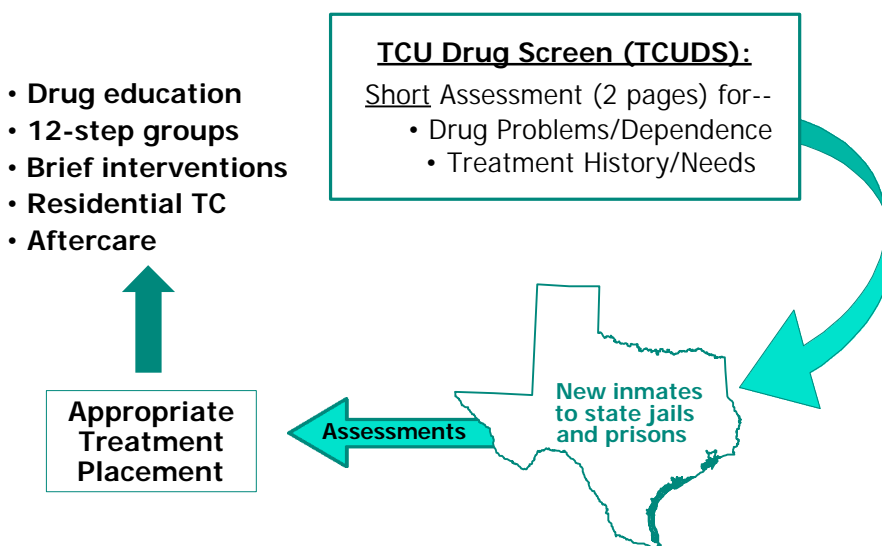 TCU Drug Screen (TCUDS):
Short Assessment (2 pages) for--
• Drug Problems/Dependence
• Treatment History/Needs
• Drug education
• 12-step groups
• Brief interventions
• Residential TC
• Aftercare
New inmates
to state jails
and prisons
Assessments
Appropriate
Treatment
Placement